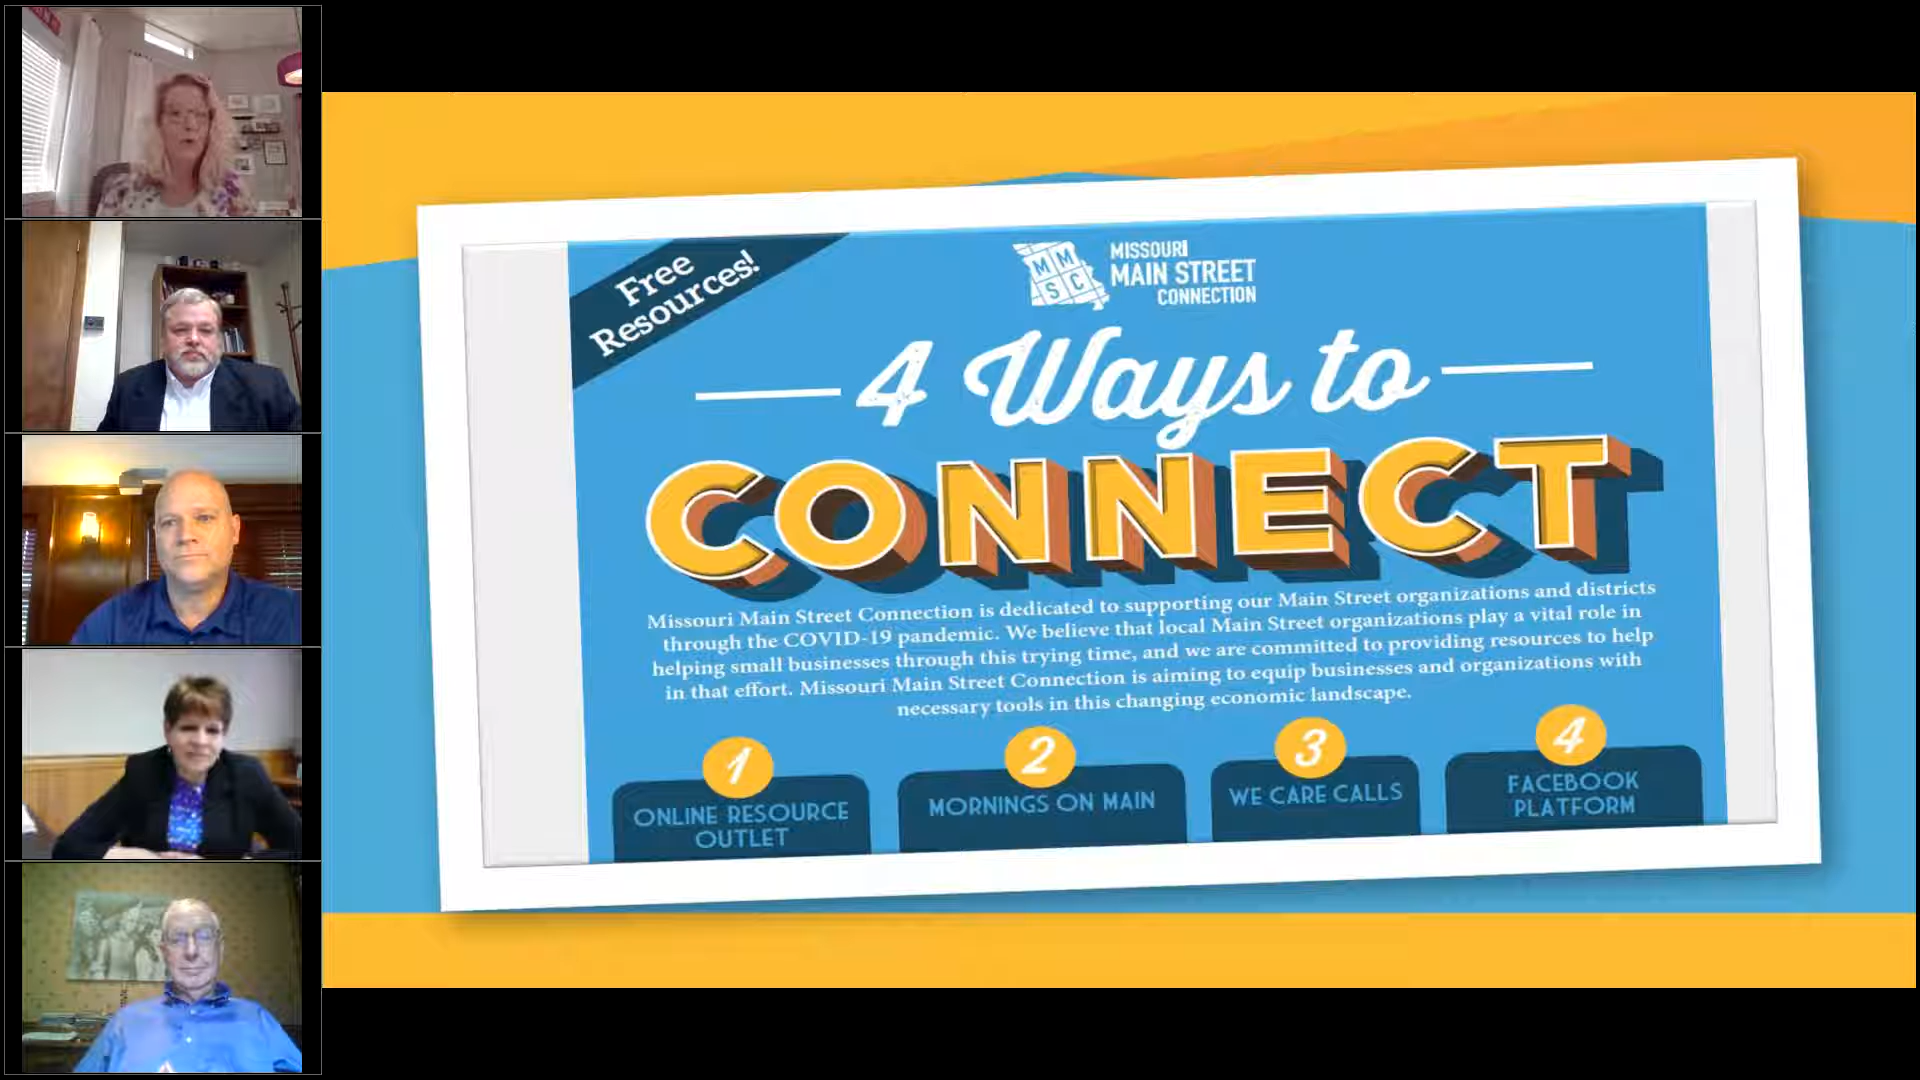 Free
Resources!
MMSC
MISSOURI
MAIN STREET
CONNECTION
4 Ways to
CONNECT
Missouri Main Street Connection is dedicated to supporting our Main Street organizations and districts
through the COVID-19 pandemic. We believe that local Main Street organizations play a vital role in
helping small businesses through this trying time, and we are committed to providing resources to help
in that effort. Missouri Main Street Connection is aiming to equip businesses and organizations with
necessary tools in this changing economic landscape.
1
ONLINE RESOURCE
OUTLET
2
MORNINGS ON MAIN
3
WE CARE CALLS
4
FACEBOOK
PLATFORM